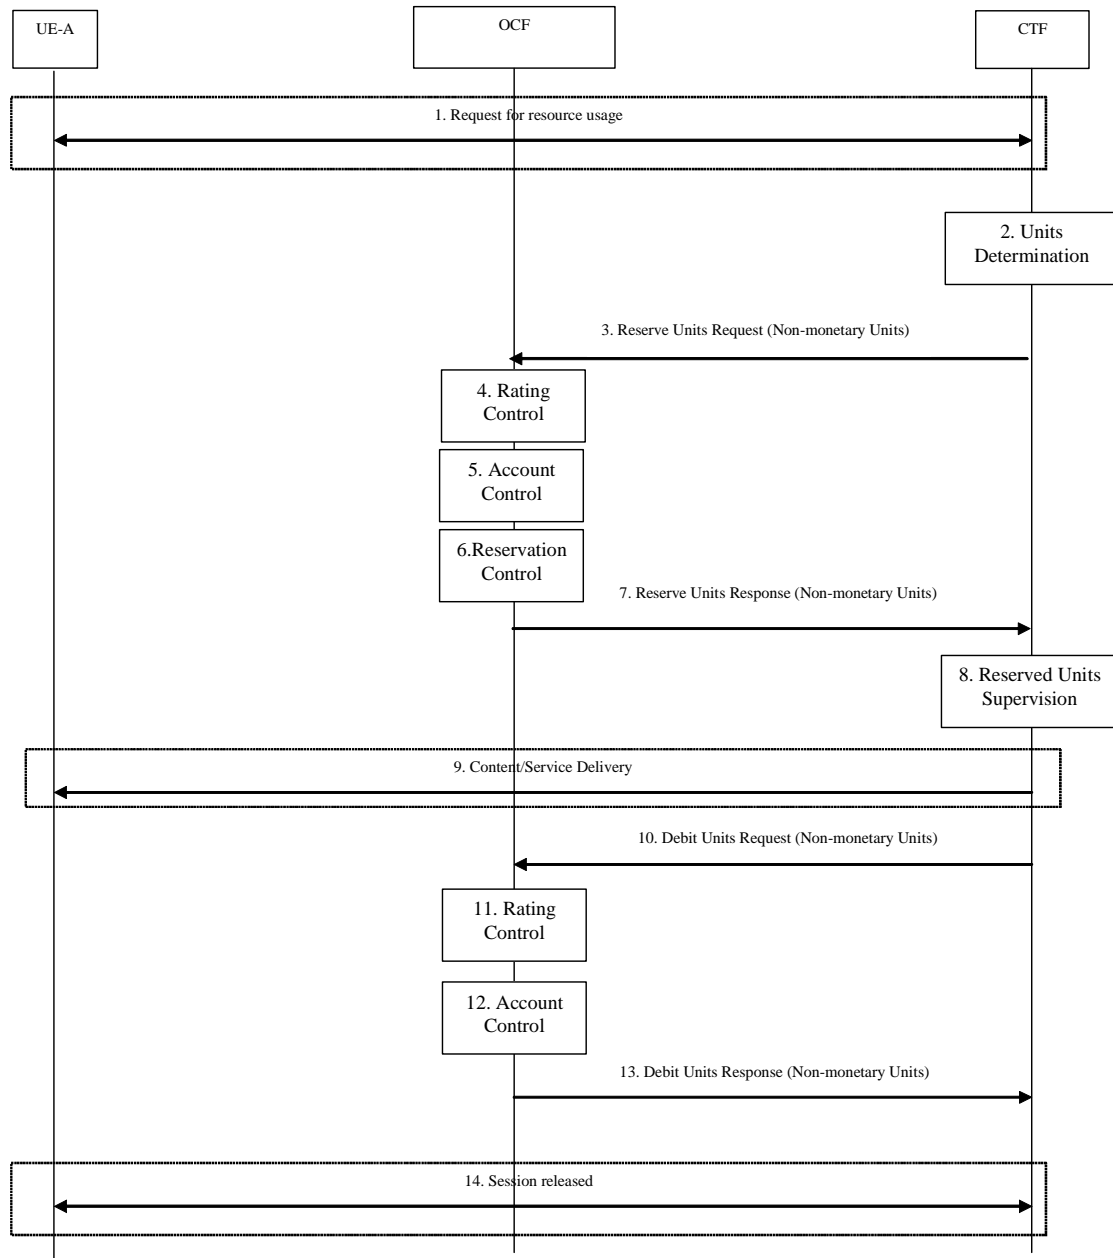 UE-A
OCF
CTF
1. Request for resource usage
2. Units
Determination
3. Reserve Units Request (Non-monetary Units)
4. Rating
Control
5. Account
Control
6.Reservation
Control
7. Reserve Units Response (Non-monetary Units)
8. Reserved Units
Supervision
9. Content/Service Delivery
10. Debit Units Request (Non-monetary Units)
11. Rating
Control
12. Account
Control
13. Debit Units Response (Non-monetary Units)
14. Session released